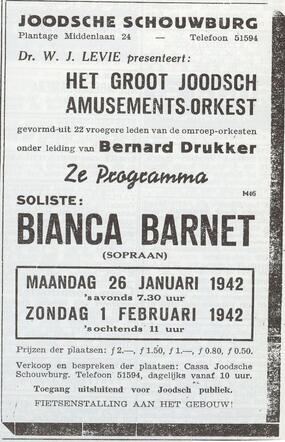 JOODSCHE SCHOUWBURG
Plantage Middenlaan 24 — Telefoon 51594
Dr. W. J. LEVIE presenteert:
HET GROOT JOODSCH
AMUSEMENTS-ORKEST
gevormd-uit 22 vroegere leden van de omroep-orkesten
onder leiding van Bernard Drukker
2e Programma
1405
SOLISTE:
BIANCA BARNET
(SOPRAAN)
MAANDAG 26 JANUARI 1942
'savonds 7.30 uur
ZONDAG 1 FEBRUARI 1942
'sochtends 11 uur
Prijzen der plaatsen: f 2.—, f 1.50, f 1.—, f 0.80, f 0.50.
Verkoop en bespreken der plaatsen: Cassa Joodsche
Schouwburg. Telefoon 51594, dagelijks vanaf 10 uur.
Toegang uitsluitend voor Joodsch publiek.
FIETSENSTALLING AAN HET GEBOUW!